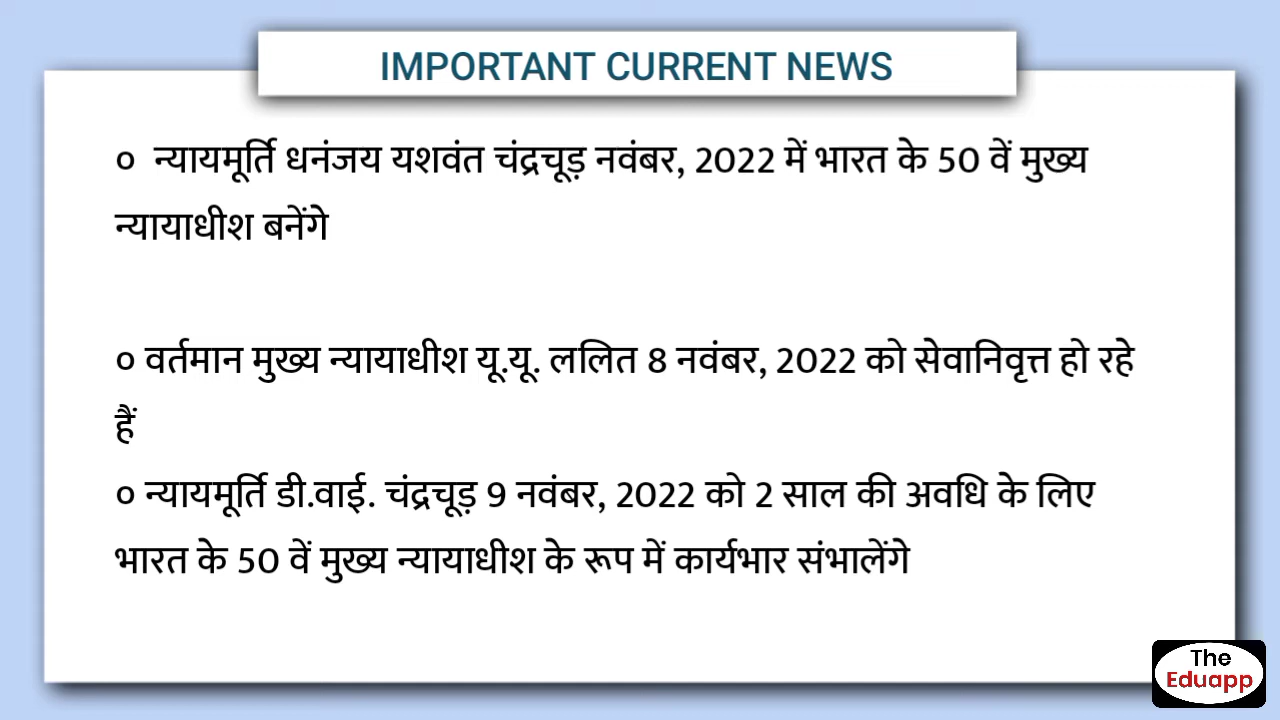 IMPORTANT CURRENT NEWS
o न्यायमूर्ति धनंजय यशवंत चंद्रचूड़ नवंबर, 2022 में भारत के 50 वें मुख्य
न्यायाधीश बनेंगे
o वर्तमान मुख्य न्यायाधीश यू.यू. ललित 8 नवंबर, 2022 को सेवानिवृत्त हो रहे
हैं
o न्यायमूर्ति डी.वाई. चंद्रचूड़ 9 नवंबर, 2022 को 2 साल की अवधि के लिए
भारत के 50 वें मुख्य न्यायाधीश के रूप में कार्यभार संभालेंगे
The
Eduapp